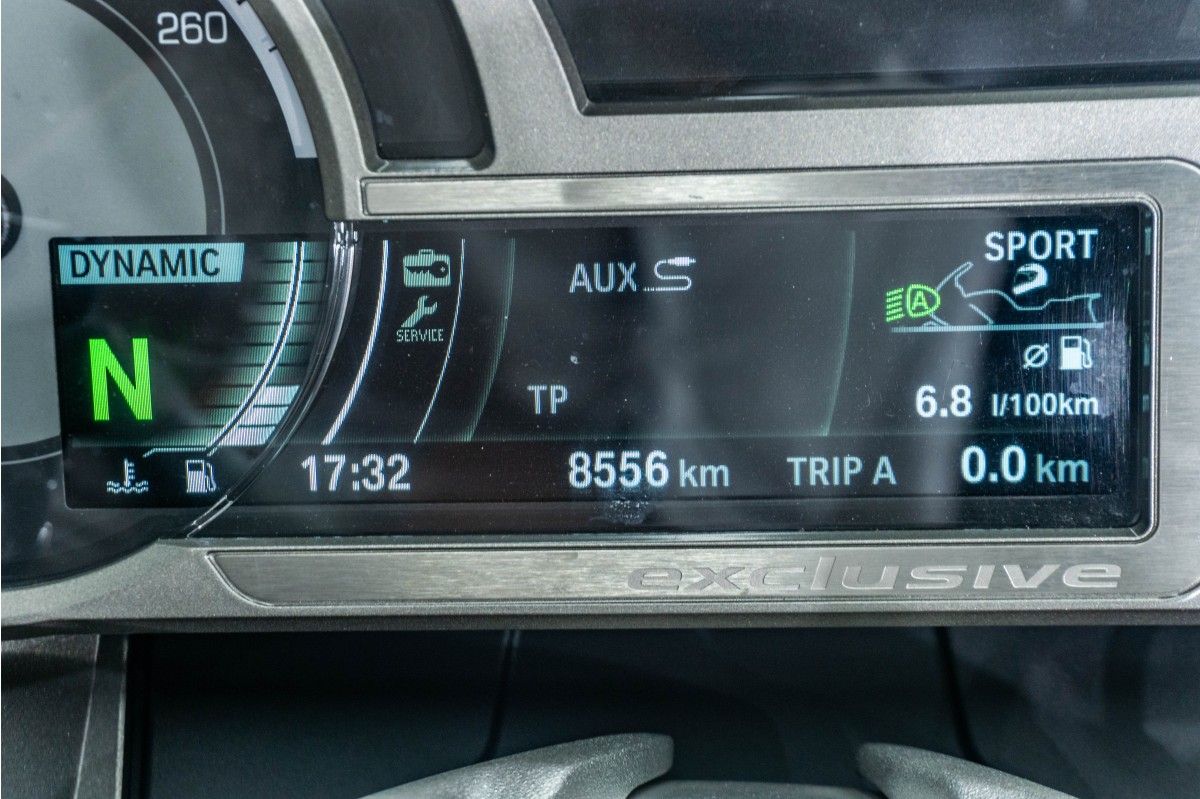 260
DYNAMIC
N
SERVICE
AUX
TP
SPORT
A
Ø
6.8 l/100km
17:32
8556 km
TRIP A 0.0 km
exclusive